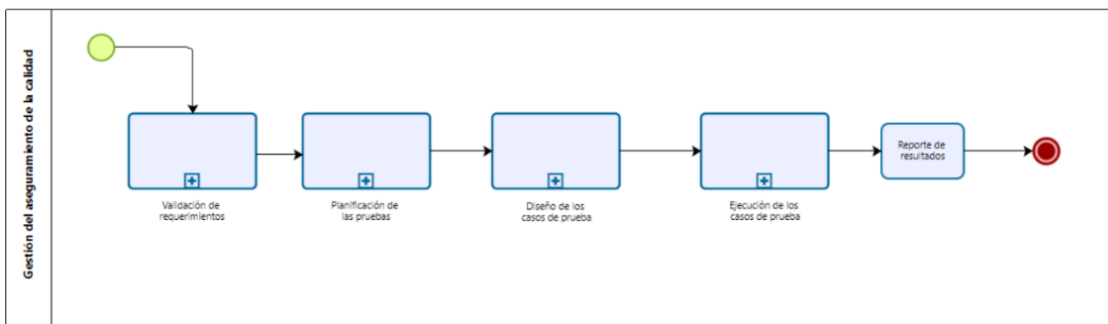 Gestión del aseguramiento de la calidad
Validación de
requerimientos
Planificación de
las pruebas
Diseño de los
casos de prueba
Ejecución de los
casos de prueba
Reporte de
resultados